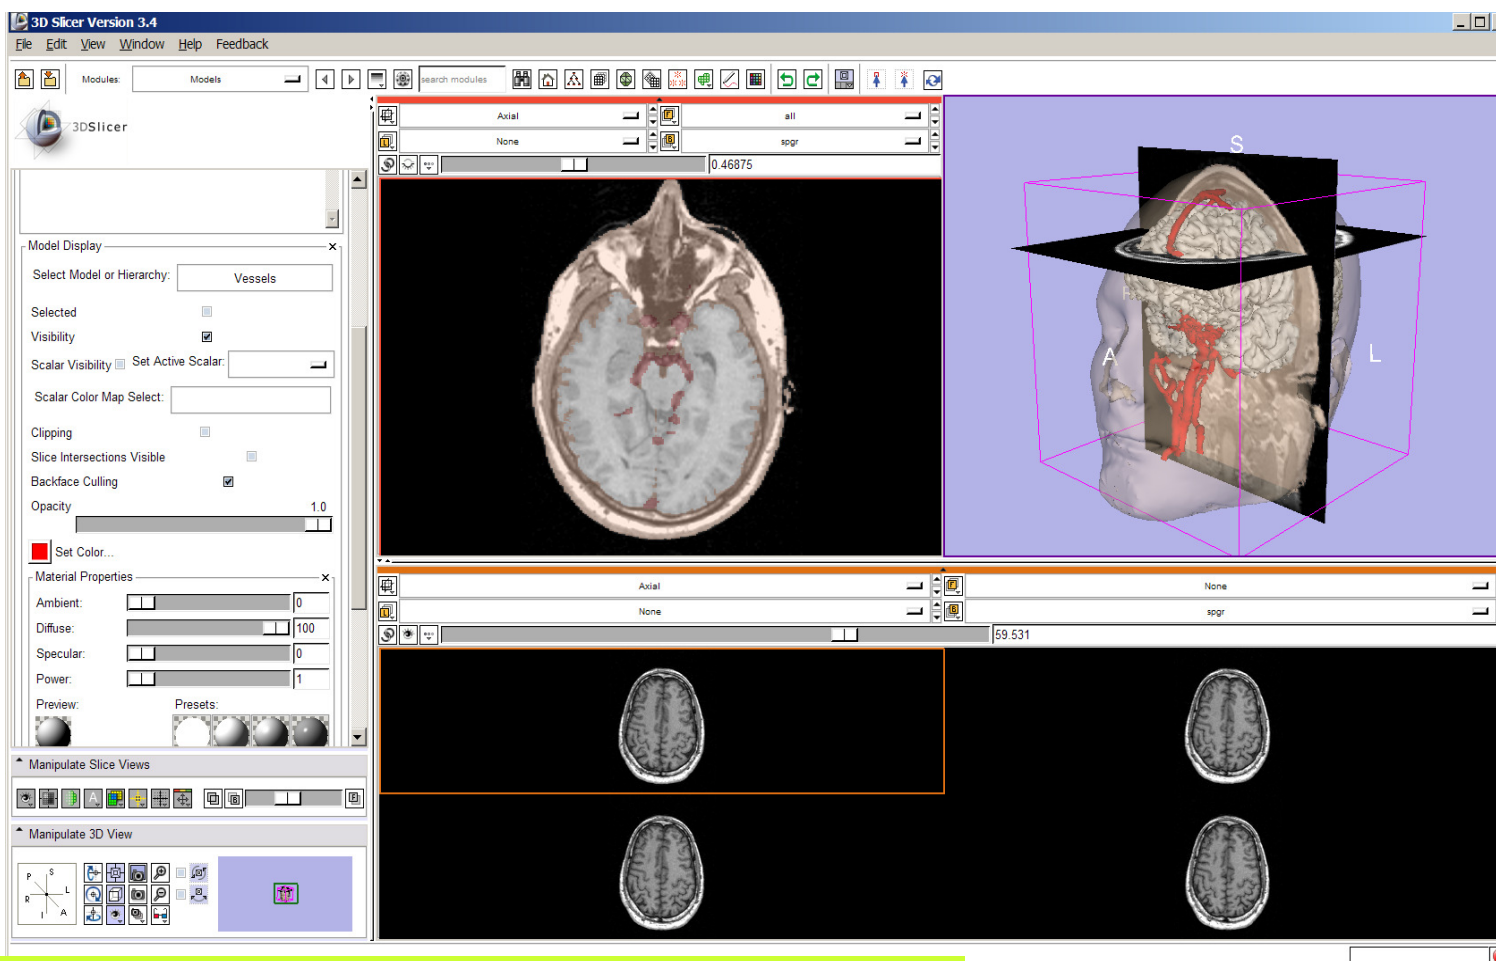 3D Slicer Version 3.4
File Edit View Window Help Feedback
Modules: Models search modules
3DSlicer
Axial all
None spgr
0.46875
S
A
L
Model Display
Select Model or Hierarchy: Vessels
Selected
Visibility
Scalar Visibility Set Active Scalar:
Scalar Color Map Select:
Clipping
Slice Intersections Visible
Backface Culling
Opacity 1.0
Set Color...
Material Properties
Ambient: 0
Diffuse: 100
Specular: 0
Power: 1
Preview: Presets:
Axial None
None spgr
59.531
Manipulate Slice Views
Manipulate 3D View
P S
R L
I A